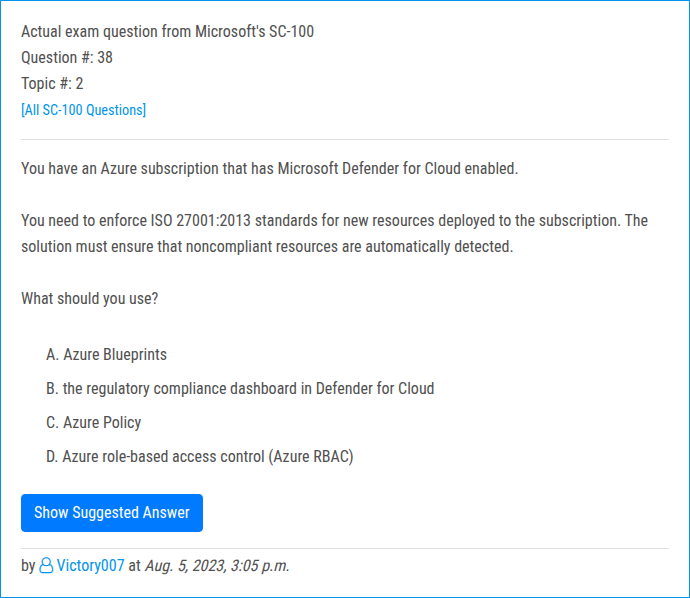 Actual exam question from Microsoft's SC-100
Question #: 38
Topic #: 2
[All SC-100 Questions]
You have an Azure subscription that has Microsoft Defender for Cloud enabled.
You need to enforce ISO 27001:2013 standards for new resources deployed to the subscription. The
solution must ensure that noncompliant resources are automatically detected.
What should you use?
A. Azure Blueprints
B. the regulatory compliance dashboard in Defender for Cloud
C. Azure Policy
D. Azure role-based access control (Azure RBAC)
Show Suggested Answer
by Victory007 at Aug. 5, 2023, 3:05 p.m.